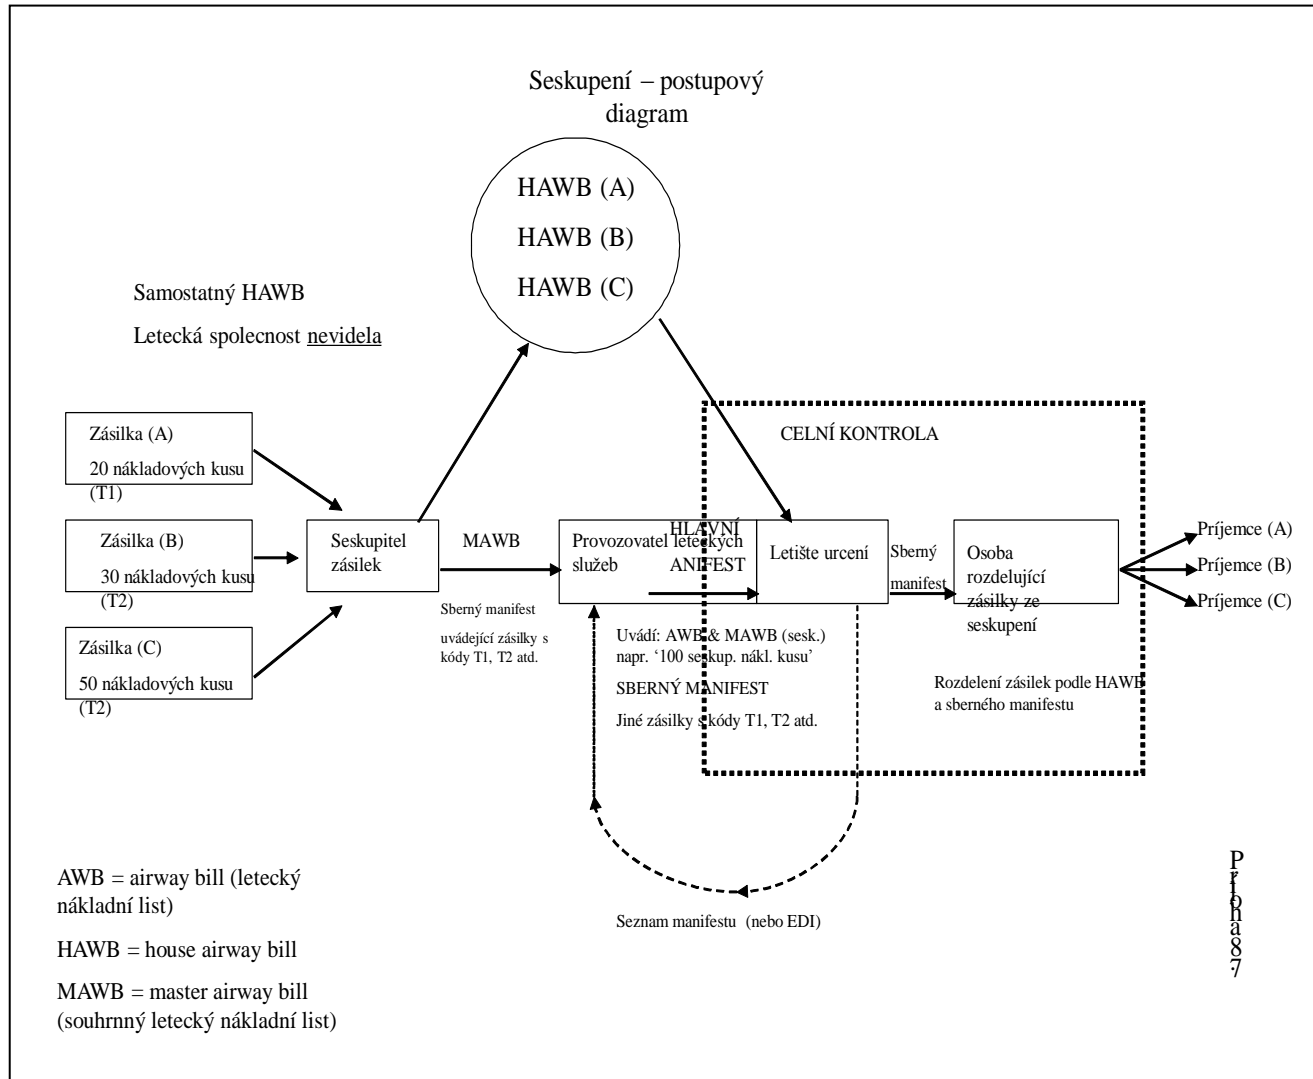 Seskupení – postupový
diagram
HAWB (A)
HAWB (B)
HAWB (C)
Samostatný HAWB
Letecká spolecnost nevidela
CELNÍ KONTROLA
Zásilka (A)
20 nákladových kusu
(T1)
Zásilka (B)
30 nákladových kusu
(T2)
Zásilka (C)
50 nákladových kusu
(T2)
Seskupitel
zásilek
MAWB
Sberný manifest
uvádející zásilky s
kódy T1, T2 atd.
Provozovatel leteckých
služeb
HLAVNÍ
ANIFEST
Letište urcení
Sberný
manifest
Osoba
rozdelující
zásilky ze
seskupení
Príjemce (A)
Príjemce (B)
Príjemce (C)
Uvádí: AWB & MAWB (sesk.)
napr. ‘100 seskup. nákl. kusu’
SBERNÝ MANIFEST
Jiné zásilky s kódy T1, T2 atd.
Rozdelení zásilek podle HAWB
a sberného manifestu
Seznam manifestu (nebo EDI)
AWB = airway bill (letecký
nákladní list)
HAWB = house airway bill
MAWB = master airway bill
(souhrnný letecký nákladní list)